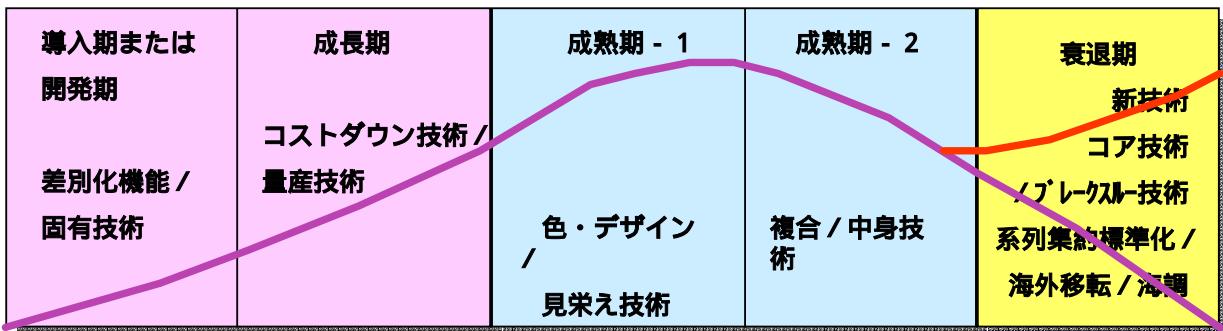 導入期または
開発期
差別化機能/
固有技術
成長期
コストダウン技術/
量産技術
成熟期-1
色・デザイン
/
見栄え技術
成熟期-2
複合/中身技
術
衰退期
新技術
コア技術
/ブレークスルー技術
系列集約標準化/
海外移転/海調